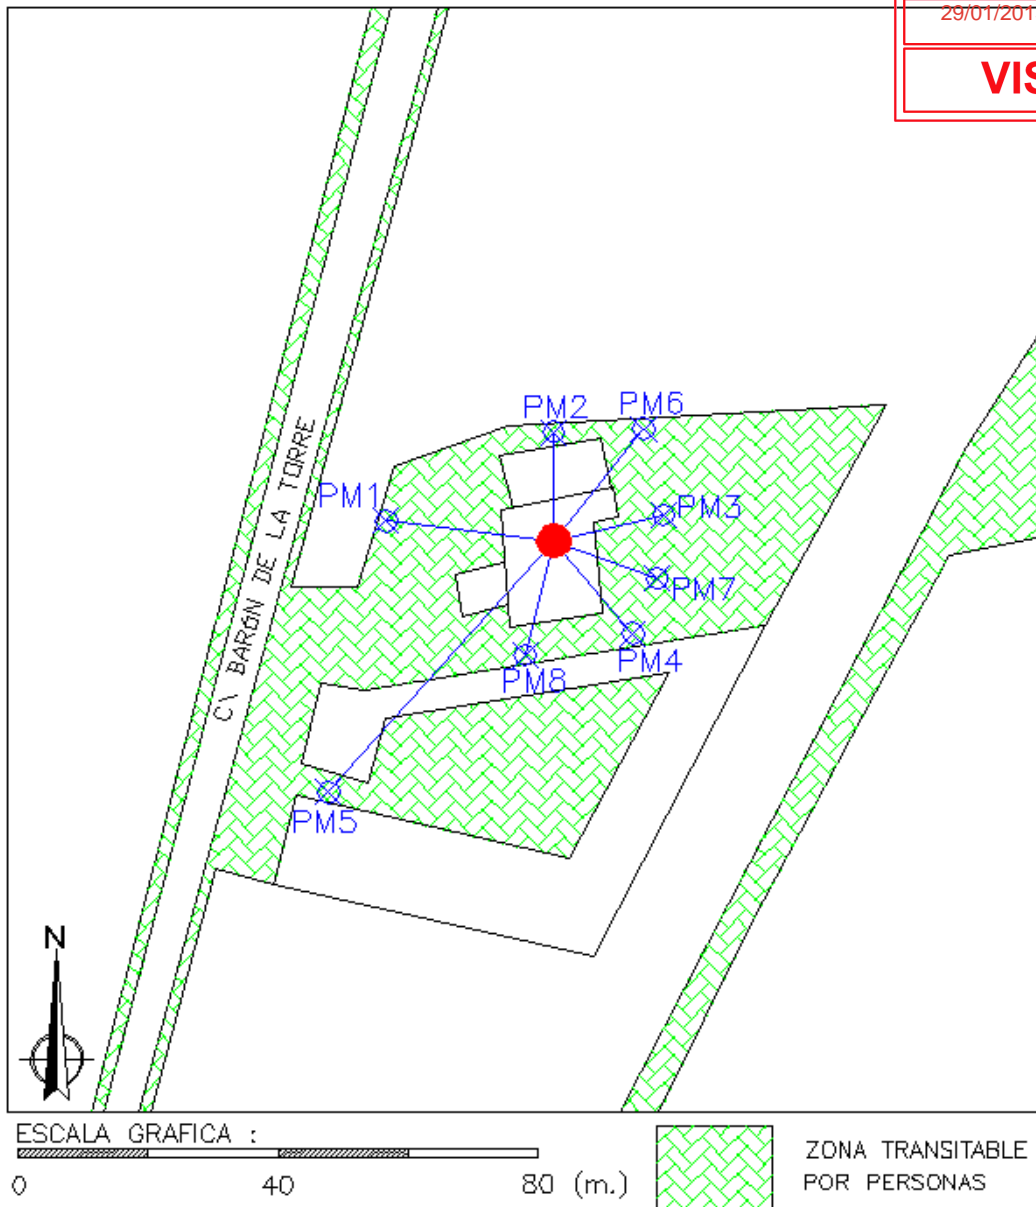 29/01/201
VIS
PM2
PM6
PM1
PM3
PM7
PM4
PM8
PM5
C\ BARÓN DE LA TORRE
N
ESCALA GRAFICA :
0 40 80 (m.)
ZONA TRANSITABLE
POR PERSONAS